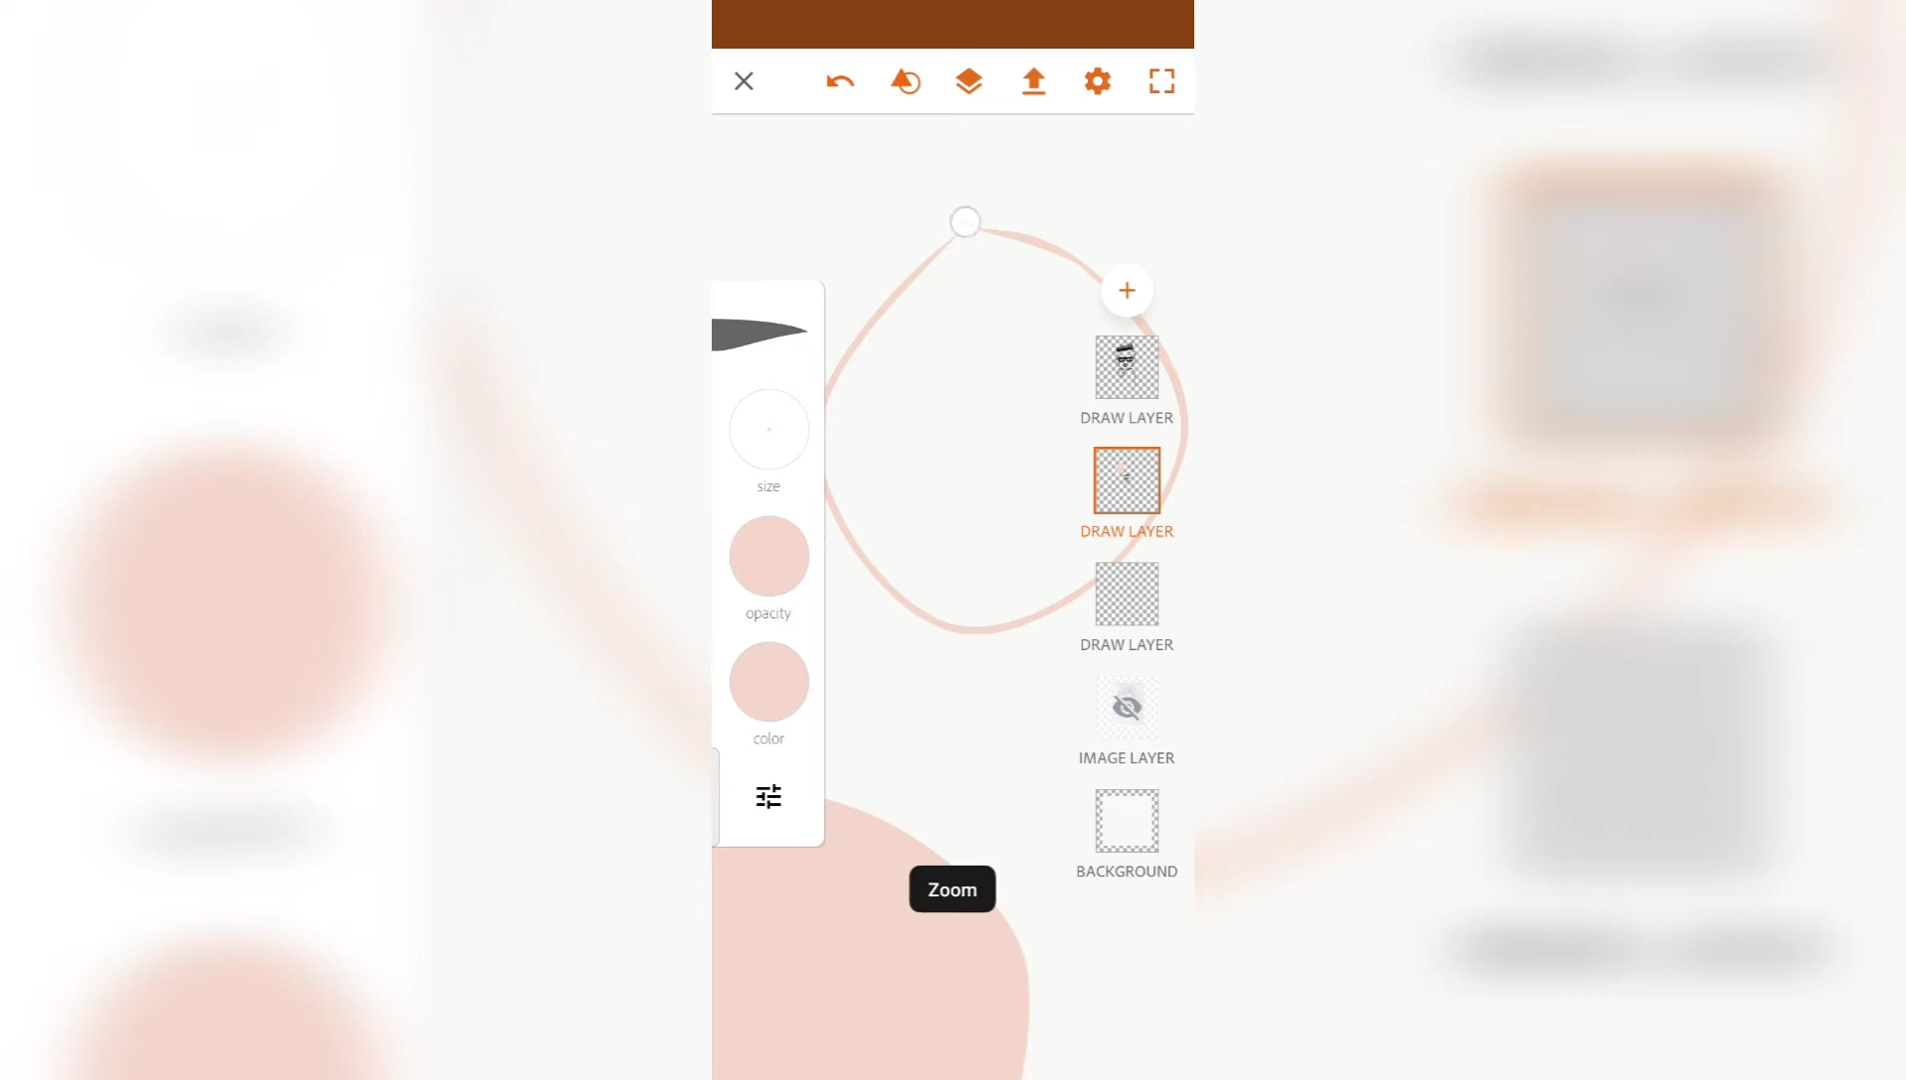 size
opacity
color
DRAW LAYER
DRAW LAYER
DRAW LAYER
IMAGE LAYER
BACKGROUND
Zoom